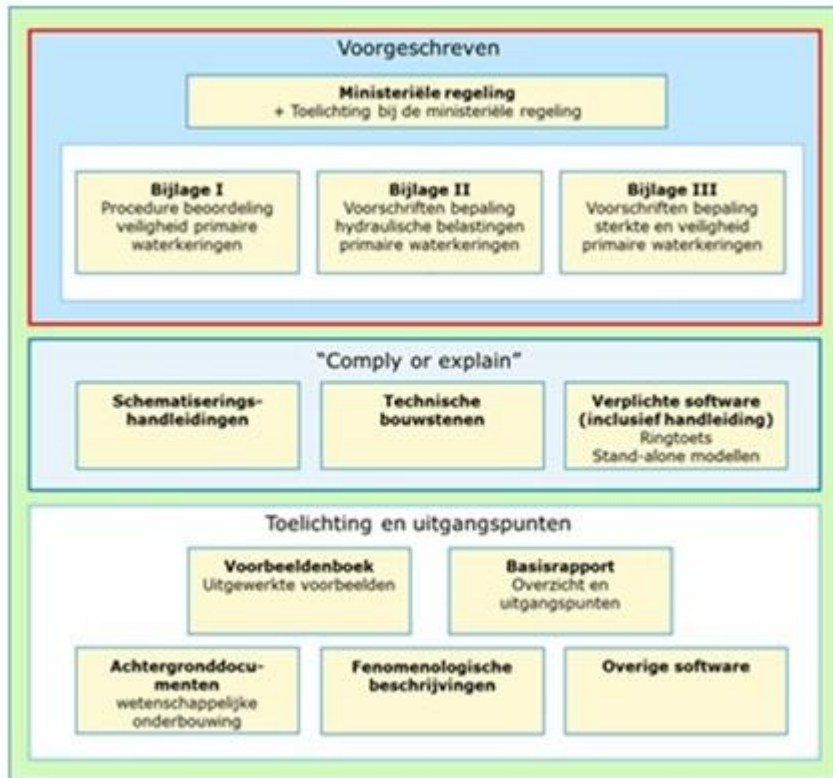 Voorgeschreven
Ministeriële regeling
+ Toelichting bij de ministeriële regeling
Bijlage I
Procedure beoordeling
veiligheid primaire
waterkeringen
Bijlage II
Voorschriften bepaling
hydraulische belastingen
primaire waterkeringen
Bijlage III
Voorschriften bepaling
sterkte en veiligheid
primaire waterkeringen
“Comply or explain”
Schematiserings-
handleidingen
Technische
bouwstenen
Verplichte software
(inclusief handleiding)
Ringtoets
Stand-alone modellen
Toelichting en uitgangspunten
Voorbeeldenboek
Uitgewerkte voorbeelden
Basisrapport
Overzicht en
uitgangspunten
Achtergronddocu-
menten
wetenschappelijke
onderbouwing
Fenomenologische
beschrijvingen
Overige software